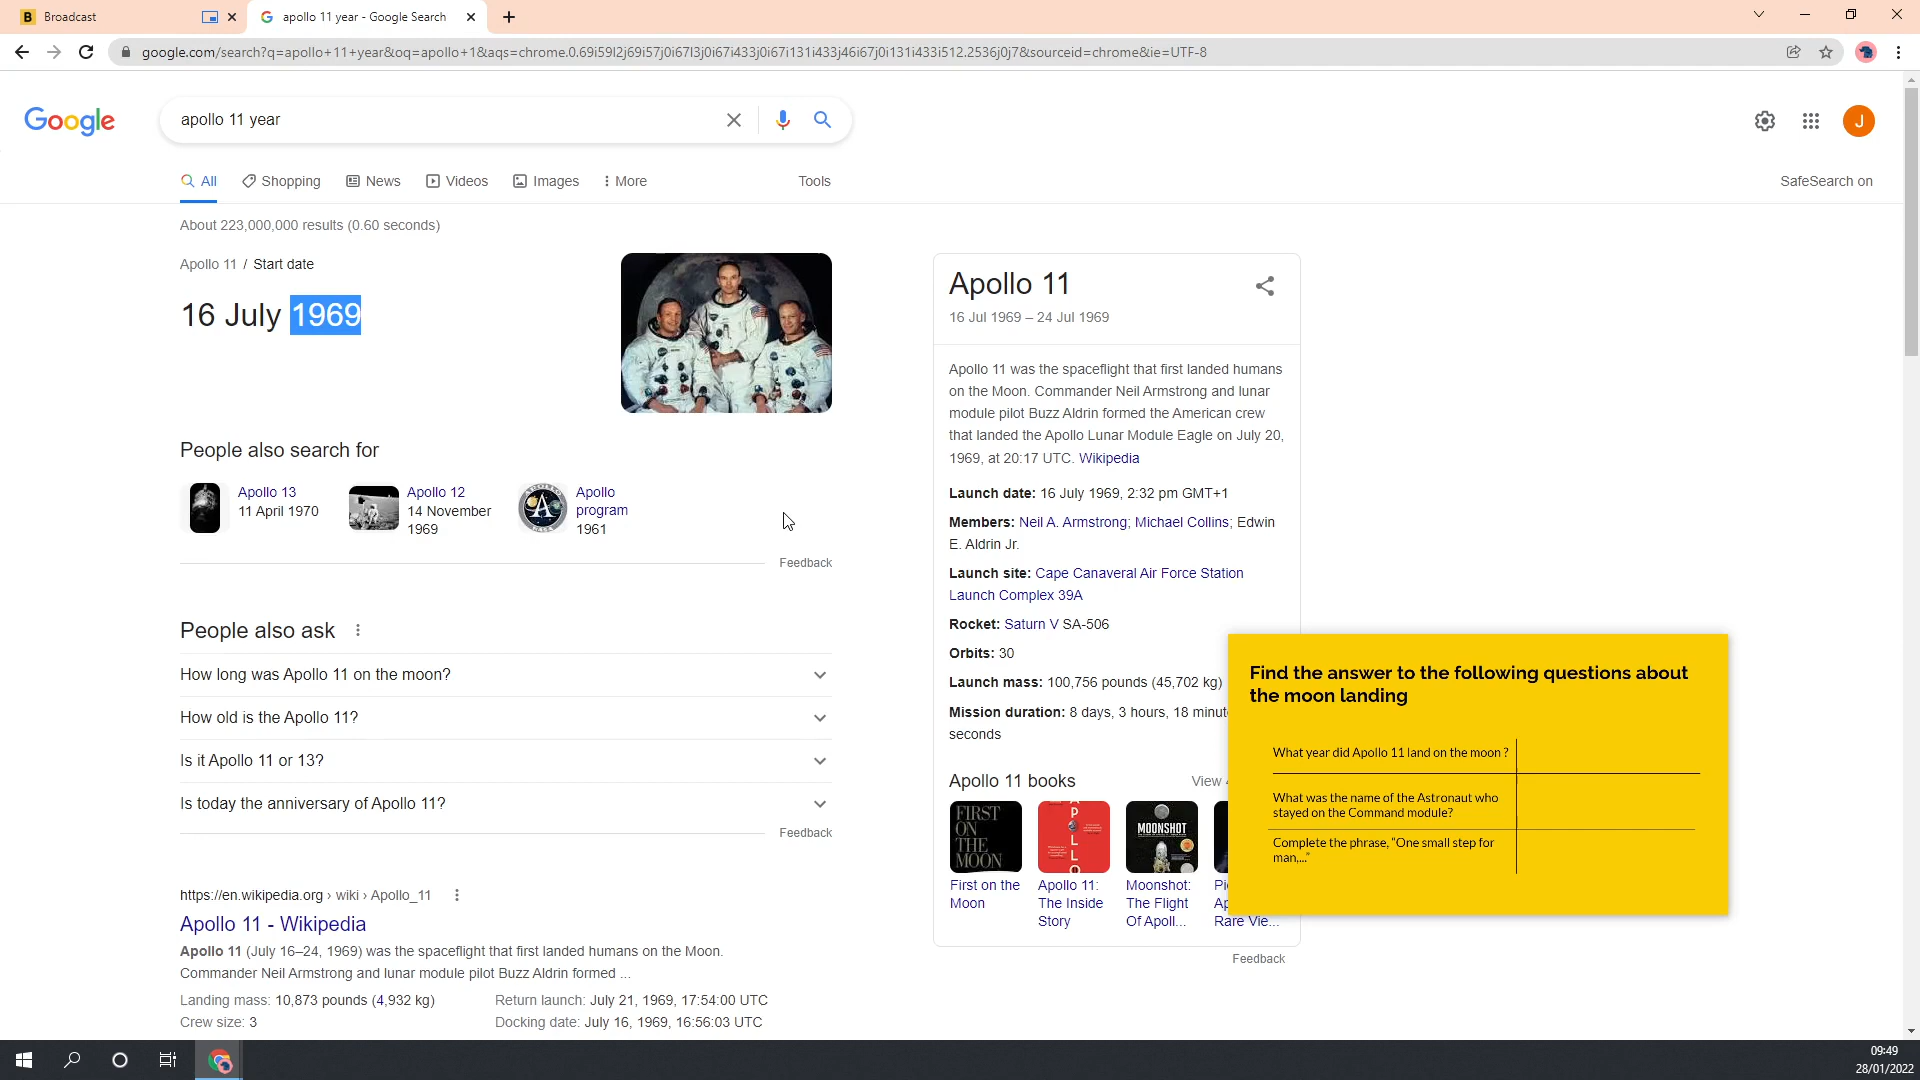 Broadcast
apollo 11 year - Google Search
google.com/search?q=apollo+11+year&oq=apollo+1&aqs=chrome.0.69i59l2j69i57j0i67l3j0i67i433j0i67i131i433j46i67j0i131i433i512.2536j0j7&sourceid=chrome&ie=UTF-8
Google
apollo 11 year
J
All
Shopping
News
Videos
Images
More
Tools
SafeSearch on
About 223,000,000 results (0.60 seconds)
Apollo 11 / Start date
16 July 1969
People also search for
Apollo 13
11 April 1970
Apollo 12
14 November
1969
Apollo
program
1961
Feedback
People also ask
How long was Apollo 11 on the moon?
How old is the Apollo 11?
Is it Apollo 11 or 13?
Is today the anniversary of Apollo 11?
Feedback
https://en.wikipedia.org › wiki › Apollo_11
Apollo 11 - Wikipedia
Apollo 11 (July 16–24, 1969) was the spaceflight that first landed humans on the Moon.
Commander Neil Armstrong and lunar module pilot Buzz Aldrin formed ...
Landing mass: 10,873 pounds (4,932 kg)
Return launch: July 21, 1969, 17:54:00 UTC
Crew size: 3
Docking date: July 16, 1969, 16:56:03 UTC
Apollo 11
16 Jul 1969 – 24 Jul 1969
Apollo 11 was the spaceflight that first landed humans
on the Moon. Commander Neil Armstrong and lunar
module pilot Buzz Aldrin formed the American crew
that landed the Apollo Lunar Module Eagle on July 20,
1969, at 20:17 UTC. Wikipedia
Launch date: 16 July 1969, 2:32 pm GMT+1
Members: Neil A. Armstrong; Michael Collins; Edwin
E. Aldrin Jr.
Launch site: Cape Canaveral Air Force Station
Launch Complex 39A
Rocket: Saturn V SA-506
Orbits: 30
Launch mass: 100,756 pounds (45,702 kg)
Mission duration: 8 days, 3 hours, 18 minut
seconds
Apollo 11 books
View
FIRST
ON
THE
MOON
APOLLO
MOONSHOT
First on the
Moon
Apollo 11:
The Inside
Story
Moonshot:
The Flight
Of Apoll...
Pi
Ap
Rare Vie...
Feedback
Find the answer to the following questions about
the moon landing
What year did Apollo 11 land on the moon ?
What was the name of the Astronaut who
stayed on the Command module?
Complete the phrase, "One small step for
man,..."
09:49
28/01/2022